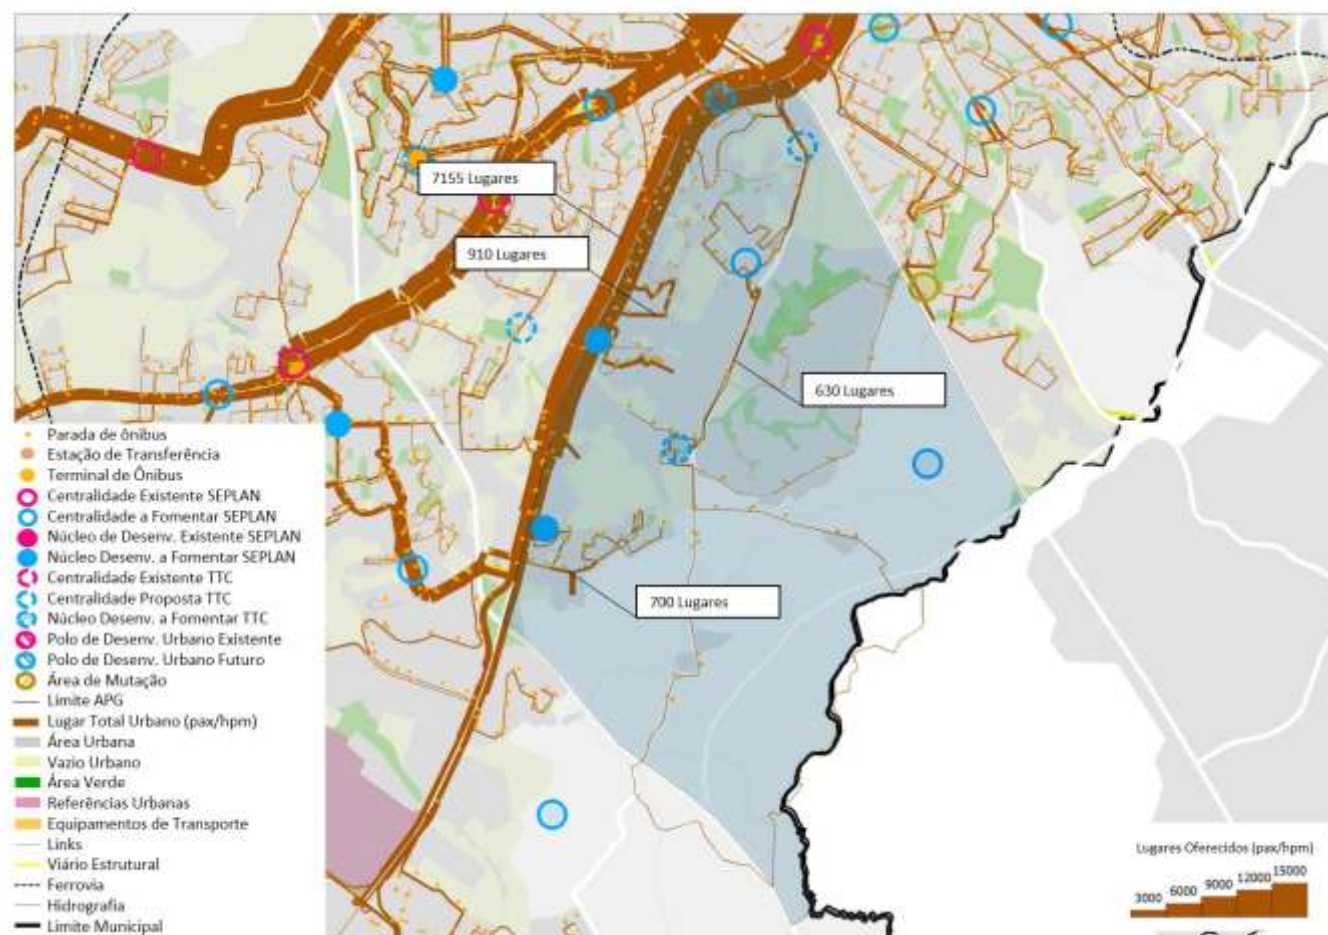 7155 Lugares
910 Lugares
630 Lugares
700 Lugares
Parada de ônibus
Estação de Transferência
Terminal de Ônibus
Centralidade Existente SEPLAN
Centralidade a Fomentar SEPLAN
Núcleo de Desenv. Existente SEPLAN
Núcleo Desenv. a Fomentar SEPLAN
Centralidade Existente TTC
Centralidade Proposta TTC
Núcleo Desenv. a Fomentar TTC
Polo de Desenv. Urbano Existente
Polo de Desenv. Urbano Futuro
Área de Mutação
Limite APG
Lugar Total Urbano (pax/hpm)
Área Urbana
Vazio Urbano
Área Verde
Referências Urbanas
Equipamentos de Transporte
Links
Viário Estrutural
Ferrovia
Hidrografia
Limite Municipal
Lugares Oferecidos (pax/hpm)
3000 6000 9000 12000 15000